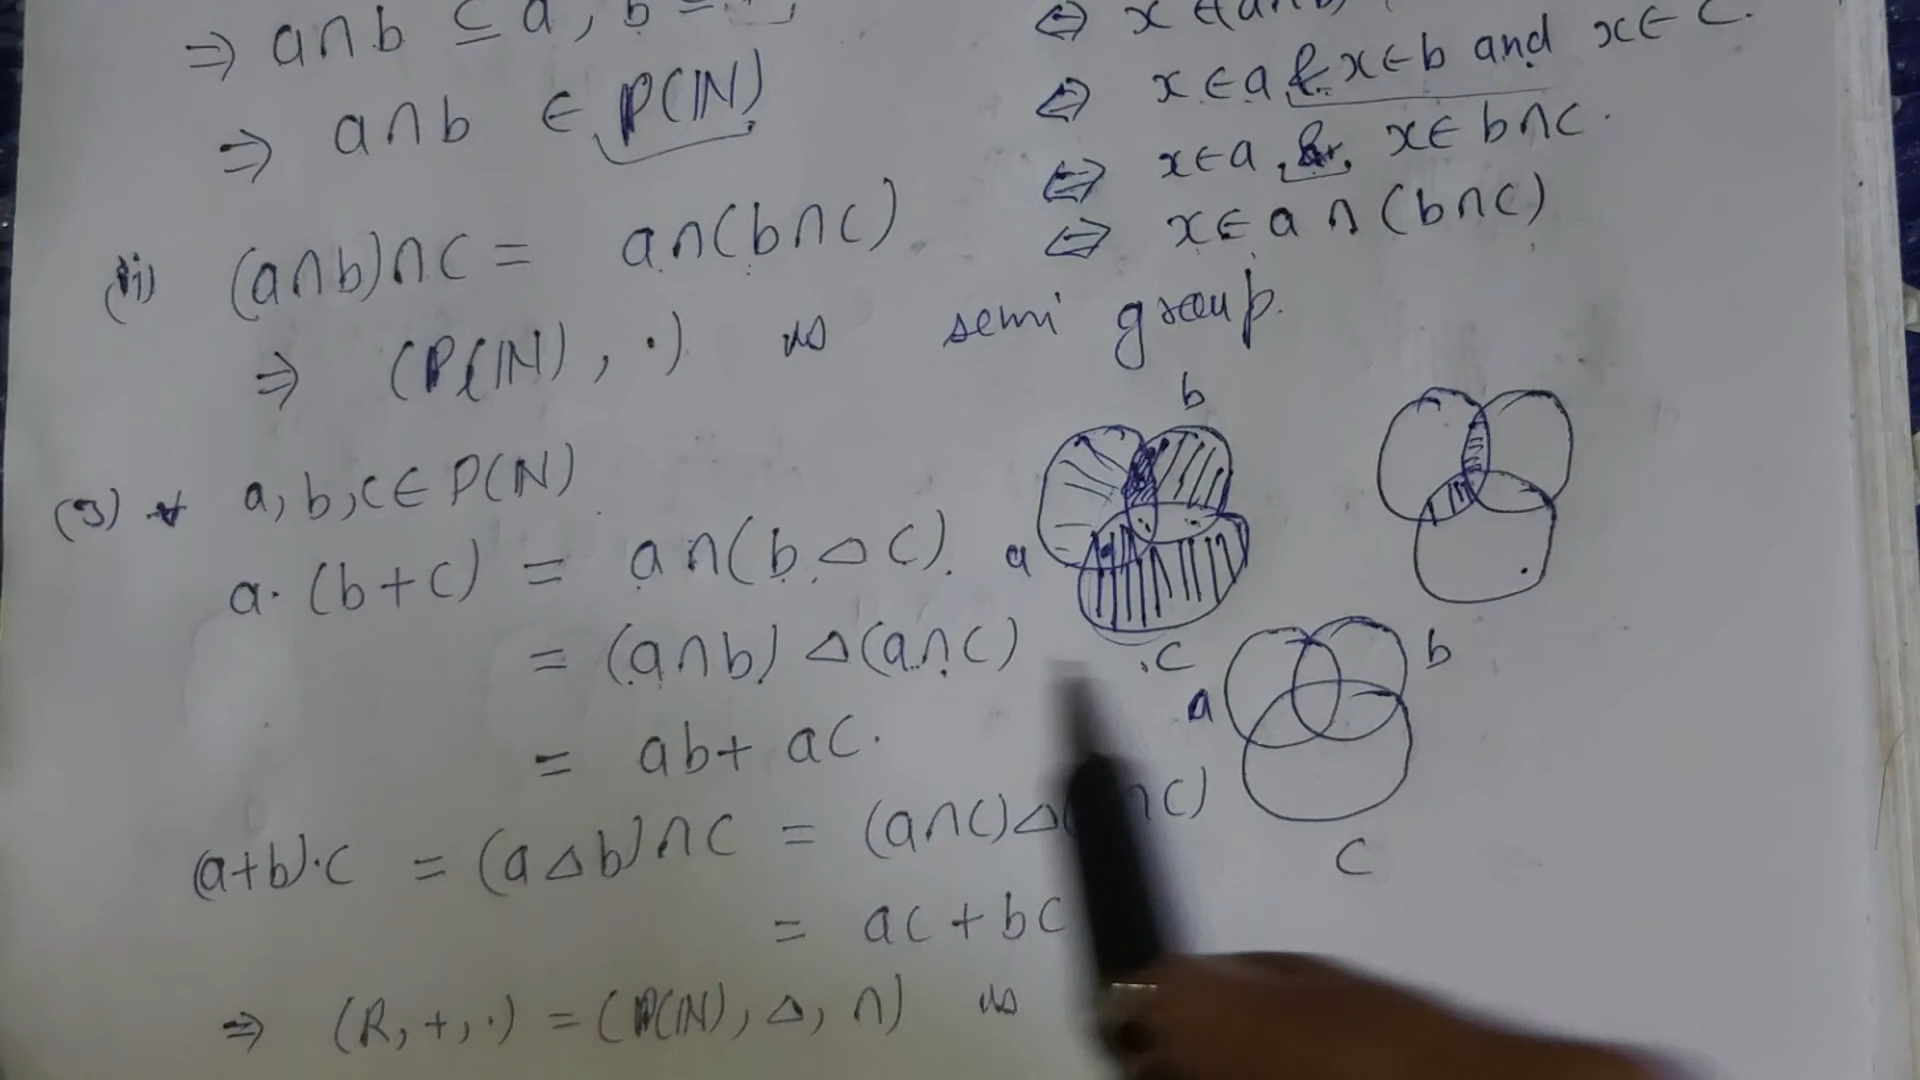 ⇒ a∩b ⊆ a, b
⇒ a∩b ∈ P(ℕ)
⇔ x ∈ (a∩b)
⇔ x∈a & x∈b and x∈ C.
⇔ x∈a & x∈ b∩c.
⇔ x∈ a ∩ (b∩c)
(ii) (a∩b)∩c = a∩(b∩c)
⇒ (P(ℕ), ·) is semi group.
(3) ∀ a, b, c ∈ P(N)
a·(b+c) = a∩(b Δ c).
= (a∩b) Δ (a∩c)
= ab + ac.
b
a
c
a
b
C
(a+b)·c = (a Δ b)∩c = (a∩c) Δ ∩c)
= ac + bc
⇒ (R, +, ·) = (P(ℕ), Δ, ∩) is